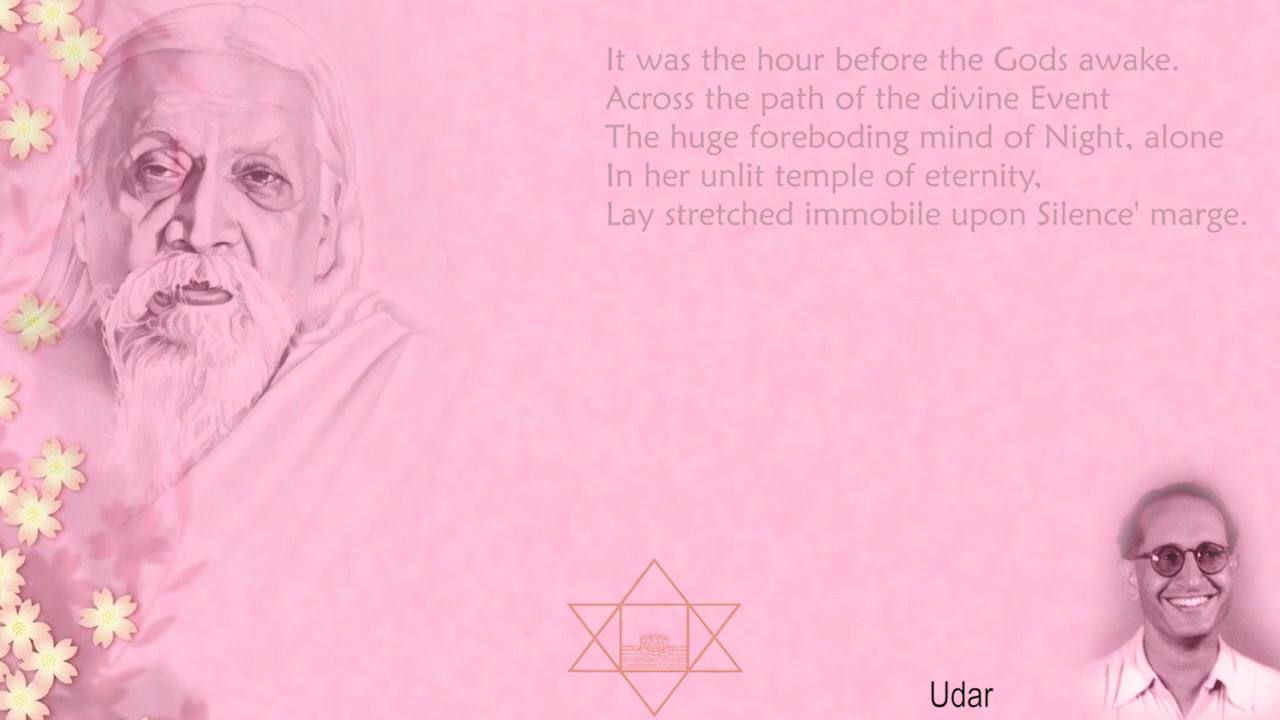 It was the hour before the Gods awake.
Across the path of the divine Event
The huge foreboding mind of Night, alone
In her unlit temple of eternity,
Lay stretched immobile upon Silence' marge.
Udar